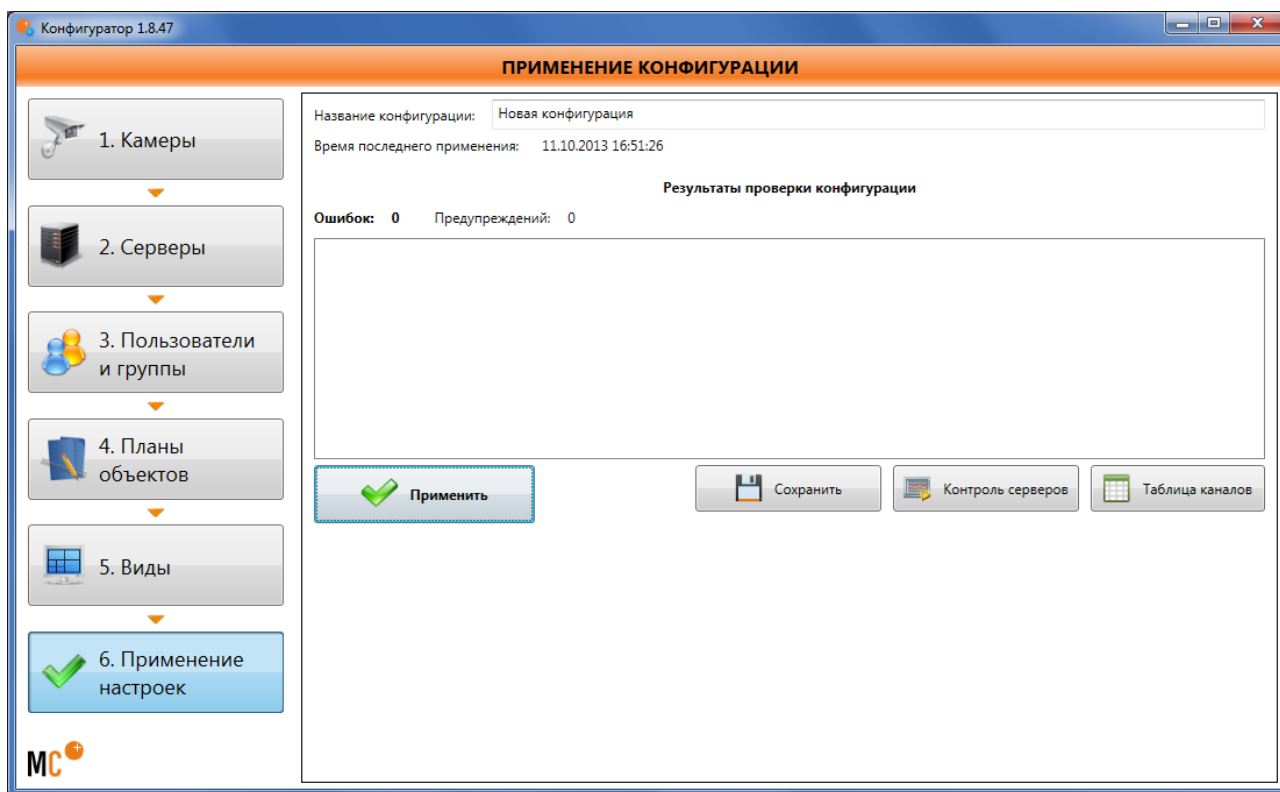 Конфигуратор 1.8.47
ПРИМЕНЕНИЕ КОНФИГУРАЦИИ
1. Камеры
2. Серверы
3. Пользователи
и группы
4. Планы
объектов
5. Виды
6. Применение
настроек
MC+
Название конфигурации: Новая конфигурация
Время последнего применения: 11.10.2013 16:51:26
Результаты проверки конфигурации
Ошибок: 0 Предупреждений: 0
Применить Сохранить Контроль серверов Таблица каналов